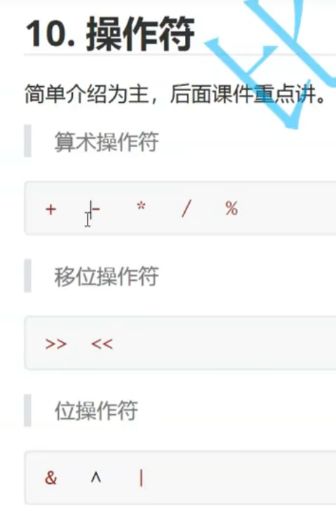 10. 操作符
简单介绍为主，后面课件重点讲。
算术操作符
+ - * / %
移位操作符
>> <<
位操作符
& ^ |